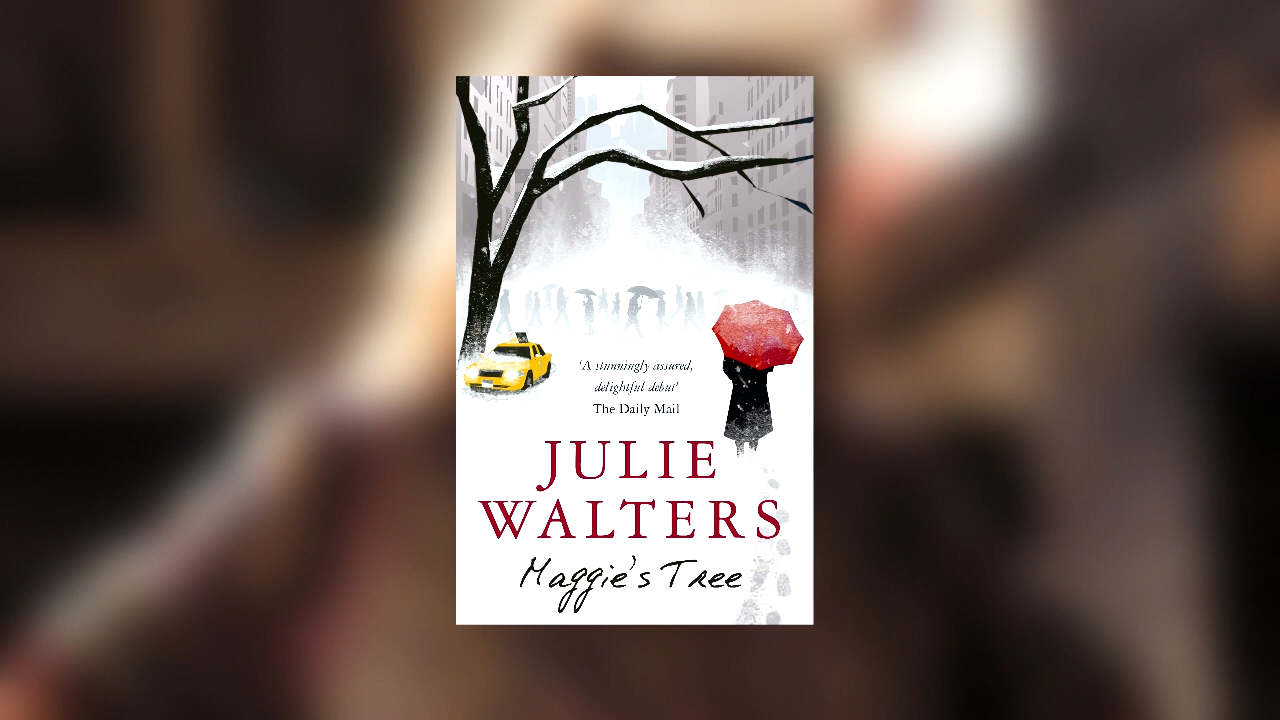 'A stunningly assured,
delightful debut'
The Daily Mail
JULIE
WALTERS
Maggie's Tree